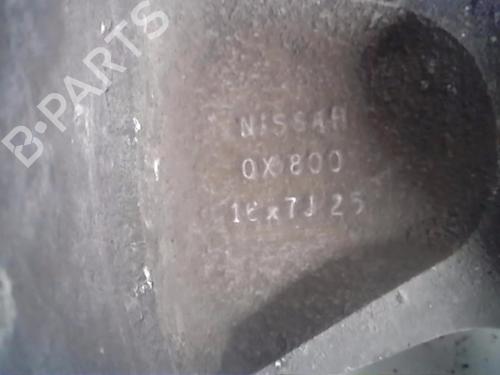 B-PARTS
NISSAN
QX800
16x7J 25